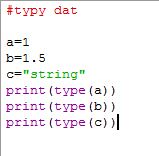 #typy dat
a=1
b=1.5
c="string"
print(type(a))
print(type(b))
print(type(c))